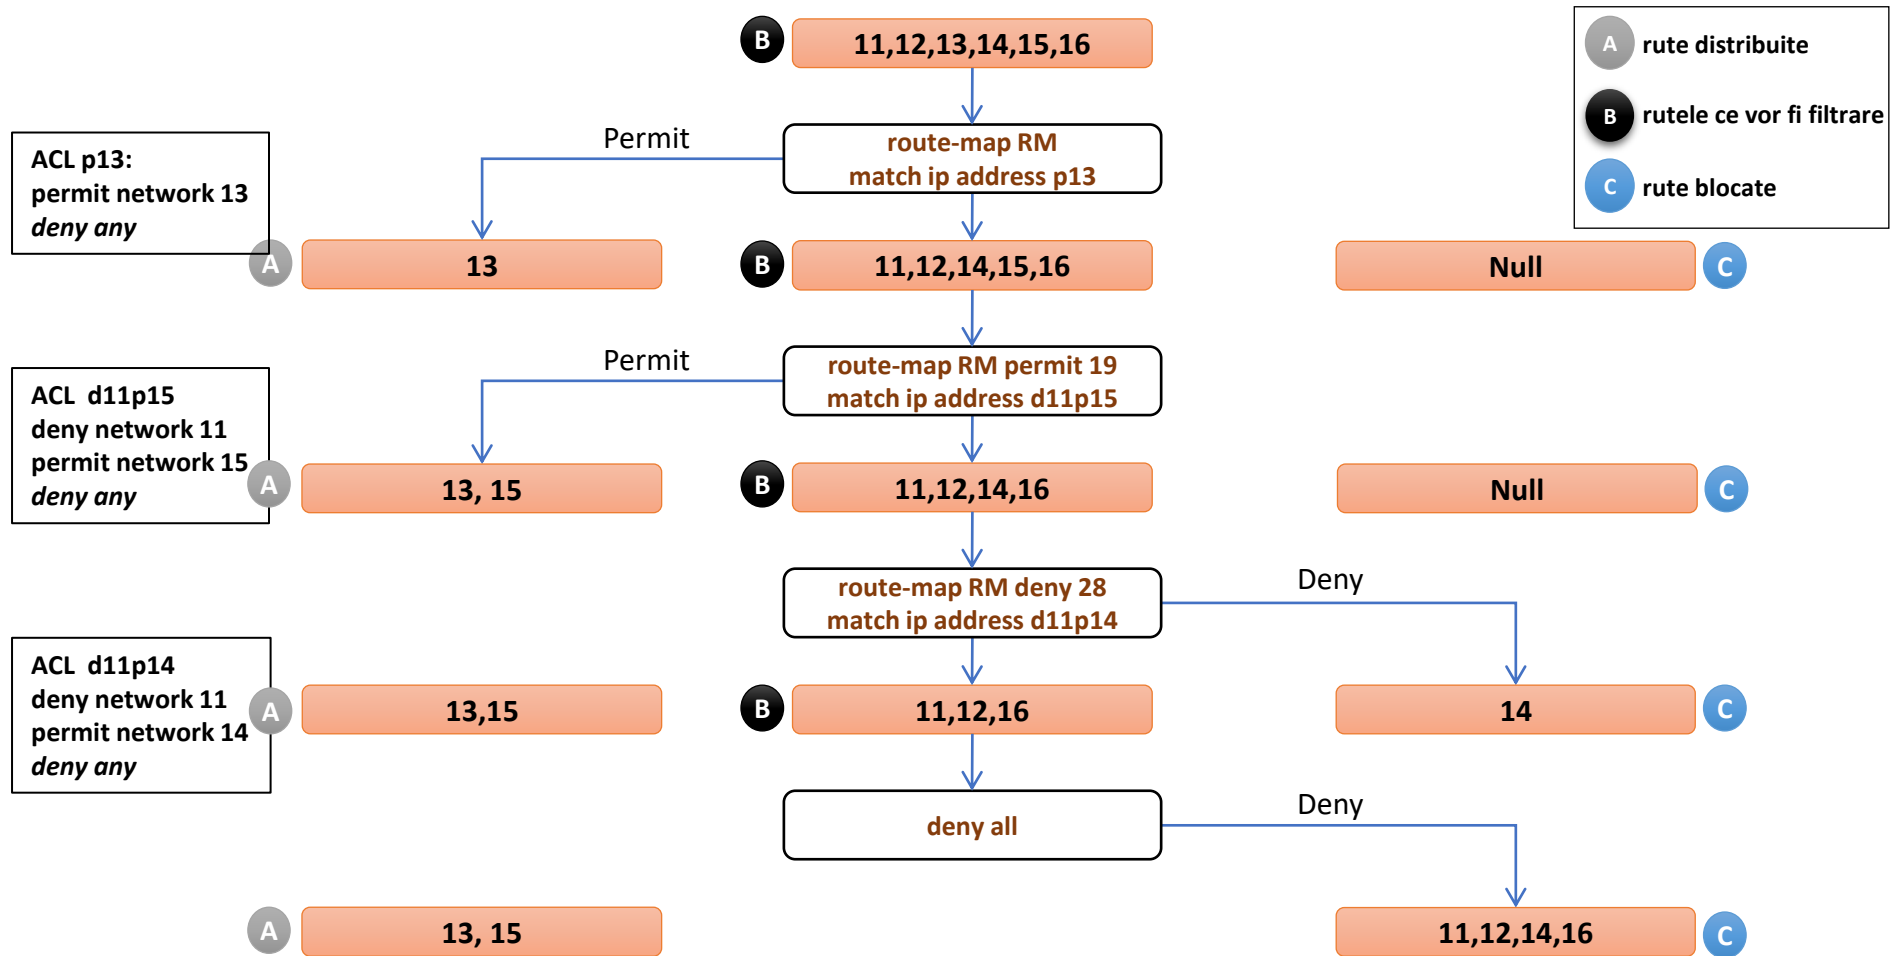 B
11,12,13,14,15,16
A
rute distribuite
B
rutele ce vor fi filtrare
C
rute blocate
Permit
route-map RM
match ip address p13
ACL p13:
permit network 13
deny any
A
13
B
11,12,14,15,16
Null
C
Permit
route-map RM permit 19
match ip address d11p15
ACL d11p15
deny network 11
permit network 15
deny any
A
13, 15
B
11,12,14,16
Null
C
route-map RM deny 28
match ip address d11p14
Deny
ACL d11p14
deny network 11
permit network 14
deny any
A
13,15
B
11,12,16
14
C
deny all
Deny
A
13, 15
11,12,14,16
C